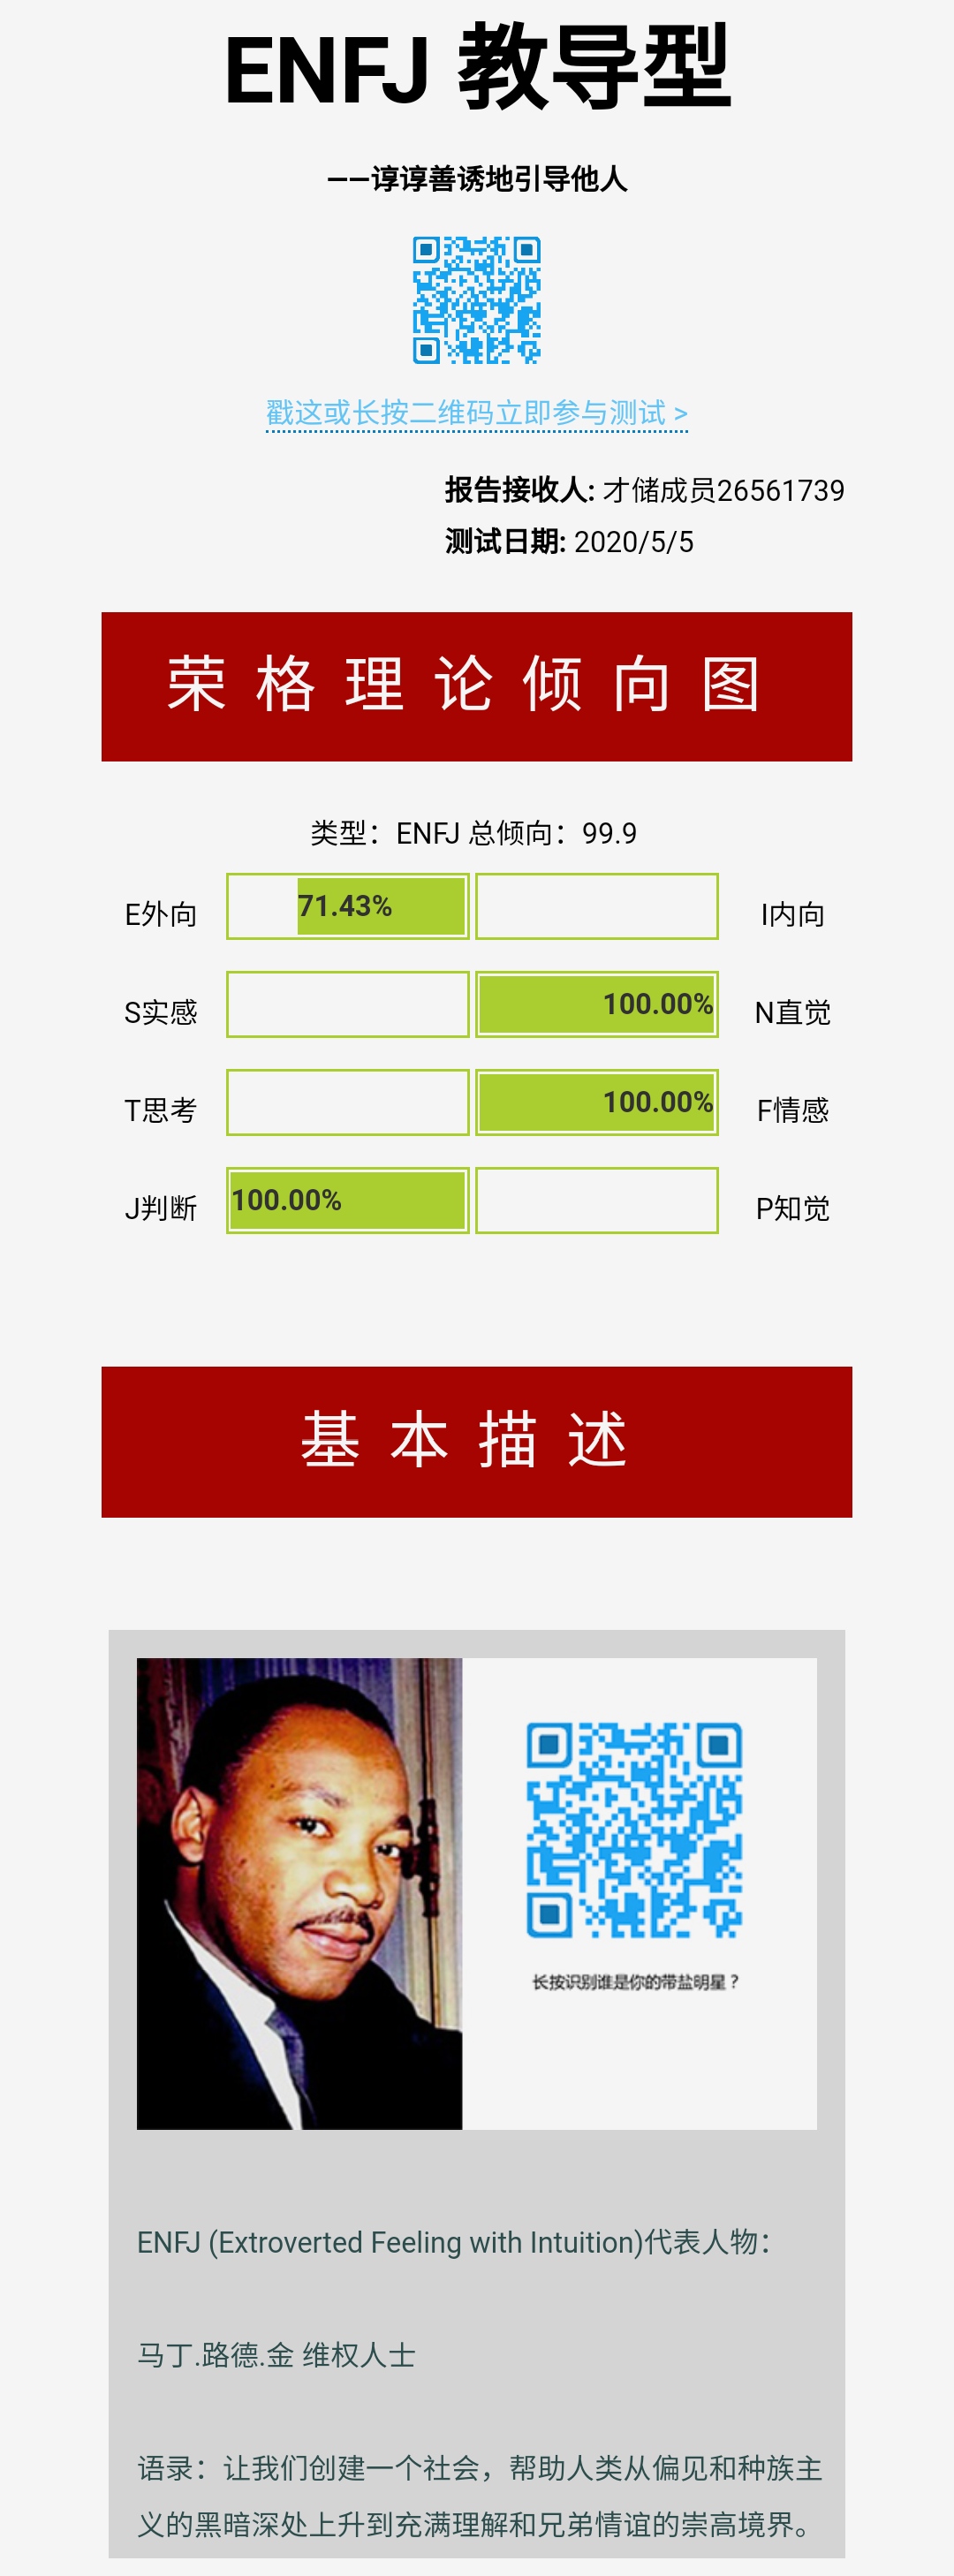 ENFJ 教导型
——谆谆善诱地引导他人
戳这或长按二维码立即参与测试 >
报告接收人: 才储成员26561739
测试日期: 2020/5/5
荣格理论倾向图
类型：ENFJ 总倾向：99.9
E外向 71.43% I内向
S实感 100.00% N直觉
T思考 100.00% F情感
J判断 100.00% P知觉
基本描述
长按识别谁是你的带盐明星？
ENFJ (Extroverted Feeling with Intuition)代表人物：
马丁.路德.金 维权人士
语录：让我们创建一个社会，帮助人类从偏见和种族主
义的黑暗深处上升到充满理解和兄弟情谊的崇高境界。